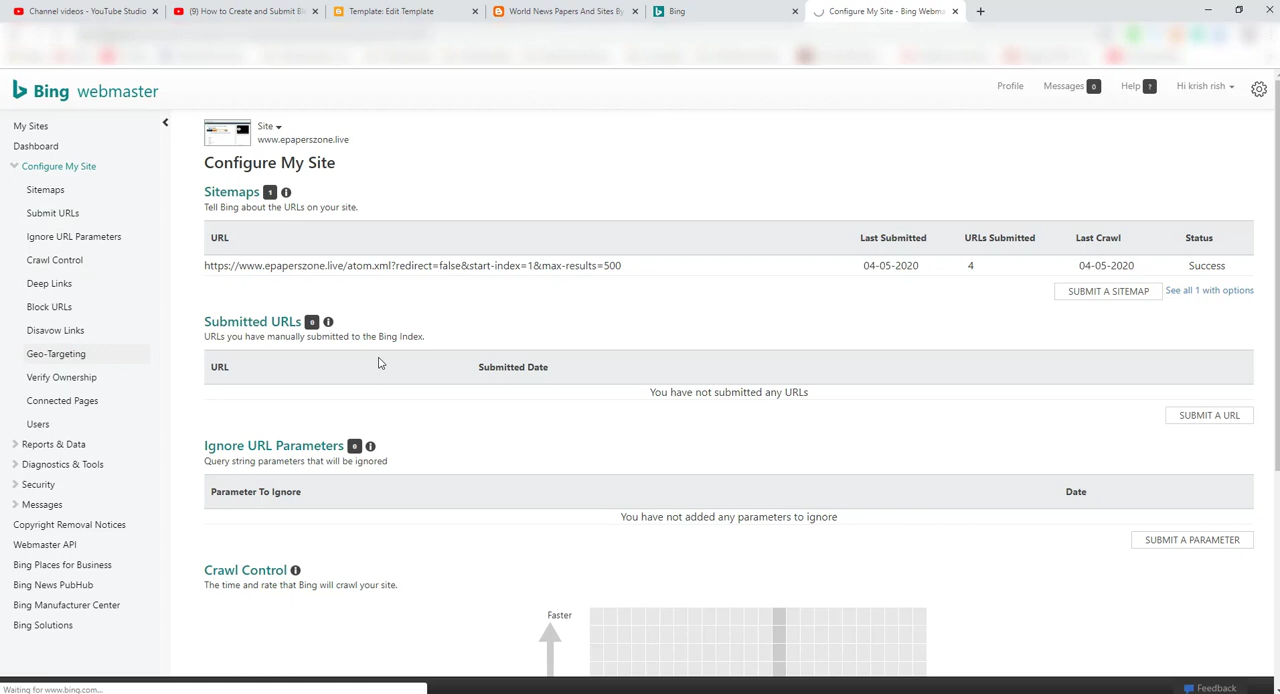 Channel videos - YouTube Studio
(9) How to Create and Submit Bl
Template: Edit Template
World News Papers And Sites By
Bing
Configure My Site - Bing Webma
Bing webmaster
Profile
Messages 0
Help ?
Hi krish rish
My Sites
Dashboard
Configure My Site
Sitemaps
Submit URLs
Ignore URL Parameters
Crawl Control
Deep Links
Block URLs
Disavow Links
Geo-Targeting
Verify Ownership
Connected Pages
Users
Reports & Data
Diagnostics & Tools
Security
Messages
Copyright Removal Notices
Webmaster API
Bing Places for Business
Bing News PubHub
Bing Manufacturer Center
Bing Solutions
Site
www.epaperszone.live
Configure My Site
Sitemaps 1
Tell Bing about the URLs on your site.
URL Last Submitted URLs Submitted Last Crawl Status
https://www.epaperszone.live/atom.xml?redirect=false&start-index=1&max-results=500 04-05-2020 4 04-05-2020 Success
SUBMIT A SITEMAP See all 1 with options
Submitted URLs 0
URLs you have manually submitted to the Bing Index.
URL Submitted Date
You have not submitted any URLs
SUBMIT A URL
Ignore URL Parameters 0
Query string parameters that will be ignored
Parameter To Ignore Date
You have not added any parameters to ignore
SUBMIT A PARAMETER
Crawl Control
The time and rate that Bing will crawl your site.
Faster
Waiting for www.bing.com...
Feedback